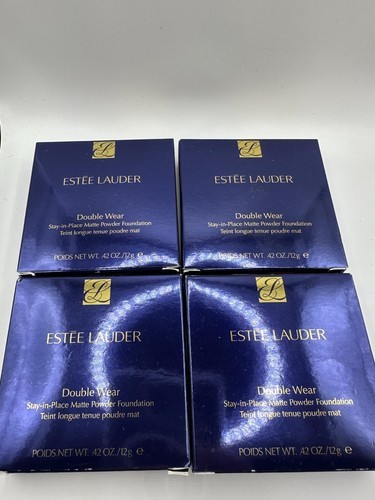 ESTĒE LAUDER
Double Wear
Stay-in-Place Matte Powder Foundation
Teint longue tenue poudre mat
POIDS NET WT. .42 OZ./12g ℮
ESTĒE LAUDER
Double Wear
Stay-in-Place Matte Powder Foundation
Teint longue tenue poudre mat
POIDS NET WT. .42 OZ./12g ℮
ESTĒE LAUDER
Double Wear
Stay-in-Place Matte Powder Foundation
Teint longue tenue poudre mat
POIDS NET WT. .42 OZ./12g ℮
ESTĒE LAUDER
Double Wear
Stay-in-Place Matte Powder Foundation
Teint longue tenue poudre mat
POIDS NET WT. .42 OZ./12g ℮